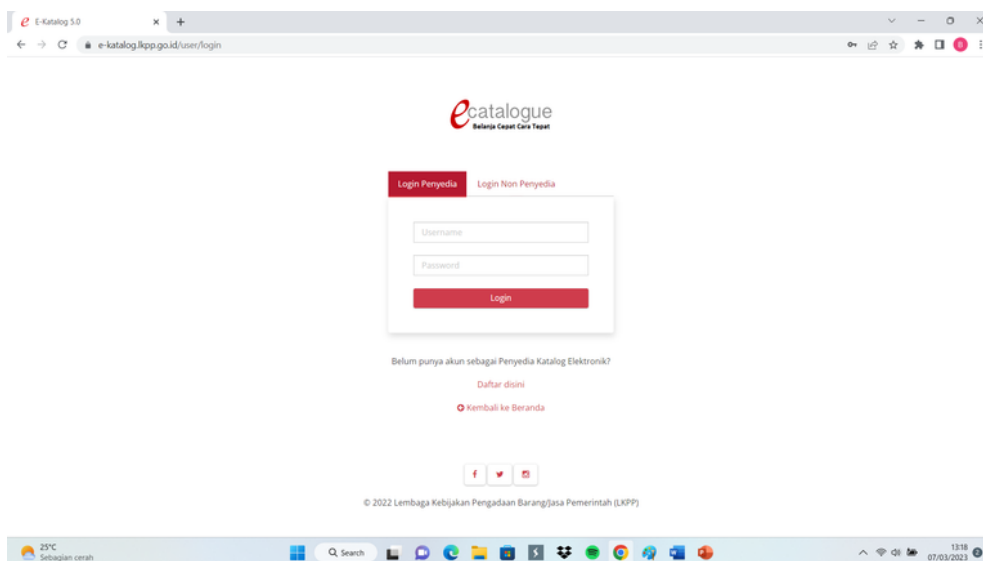 E-Katalog 5.0
e-katalog.lkpp.go.id/user/login
B
ecatalogue
Belanja Cepat Cara Tepat
Login Penyedia Login Non Penyedia
Username
Password
Login
Belum punya akun sebagai Penyedia Katalog Elektronik?
Daftar disini
Kembali ke Beranda
© 2022 Lembaga Kebijakan Pengadaan Barang/Jasa Pemerintah (LKPP)
25°C
Sebagian cerah
Search
13:18
07/03/2023
2